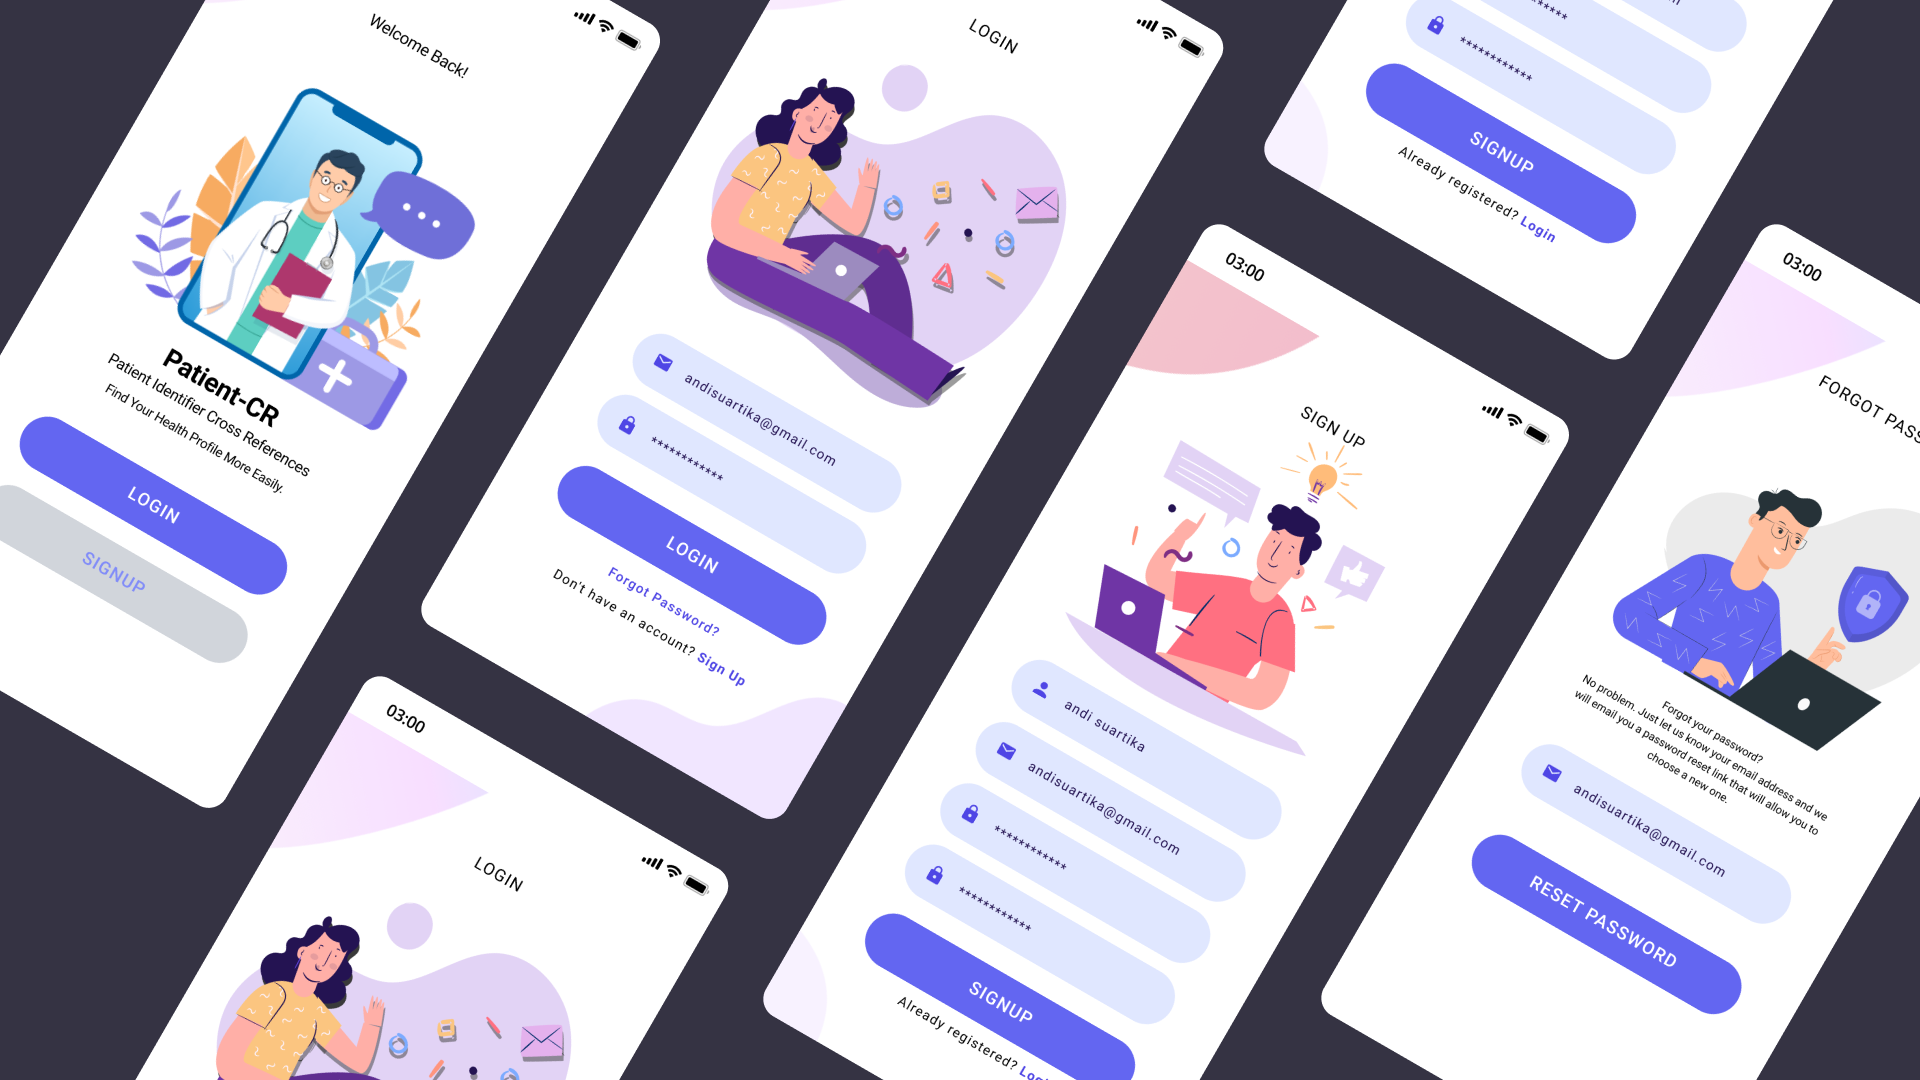 Welcome Back!
Patient-CR
Patient Identifier Cross References
Find Your Health Profile More Easily.
LOGIN
SIGNUP
LOGIN
andisuartika@gmail.com
************
LOGIN
Forgot Password?
Don't have an account? Sign Up
03:00
LOGIN
************
SIGNUP
Already registered? Login
03:00
SIGN UP
andi suartika
andisuartika@gmail.com
************
************
SIGNUP
Already registered?
03:00
FORGOT
Forgot your password?
No problem. Just let us know your email address and we
will email you a password reset link that will allow you to
choose a new one.
andisuartika@gmail.com
RESET PASSWORD